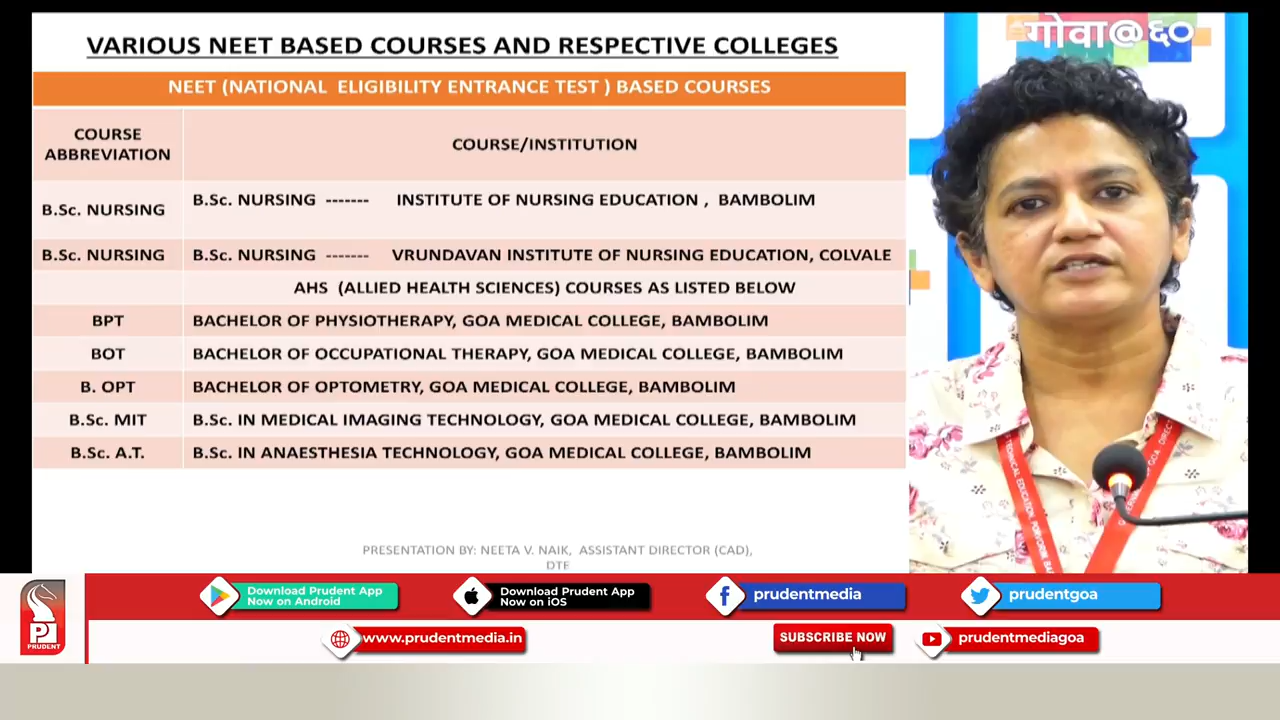 VARIOUS NEET BASED COURSES AND RESPECTIVE COLLEGES
गोवा@६०
NEET (NATIONAL ELIGIBILITY ENTRANCE TEST ) BASED COURSES
COURSE
ABBREVIATION
COURSE/INSTITUTION
B.Sc. NURSING
B.Sc. NURSING ------- INSTITUTE OF NURSING EDUCATION , BAMBOLIM
B.Sc. NURSING
B.Sc. NURSING ------- VRUNDAVAN INSTITUTE OF NURSING EDUCATION, COLVALE
AHS (ALLIED HEALTH SCIENCES) COURSES AS LISTED BELOW
BPT
BACHELOR OF PHYSIOTHERAPY, GOA MEDICAL COLLEGE, BAMBOLIM
BOT
BACHELOR OF OCCUPATIONAL THERAPY, GOA MEDICAL COLLEGE, BAMBOLIM
B. OPT
BACHELOR OF OPTOMETRY, GOA MEDICAL COLLEGE, BAMBOLIM
B.Sc. MIT
B.Sc. IN MEDICAL IMAGING TECHNOLOGY, GOA MEDICAL COLLEGE, BAMBOLIM
B.Sc. A.T.
B.Sc. IN ANAESTHESIA TECHNOLOGY, GOA MEDICAL COLLEGE, BAMBOLIM
TECHNICAL EDUCATION, PORVORIM
OF GOA, DIRECT
PRESENTATION BY: NEETA V. NAIK, ASSISTANT DIRECTOR (CAD),
DTE
PRUDENT
Download Prudent App
Now on Android
Download Prudent App
Now on iOS
prudentmedia
prudentgoa
www.prudentmedia.in
SUBSCRIBE NOW
prudentmediagoa